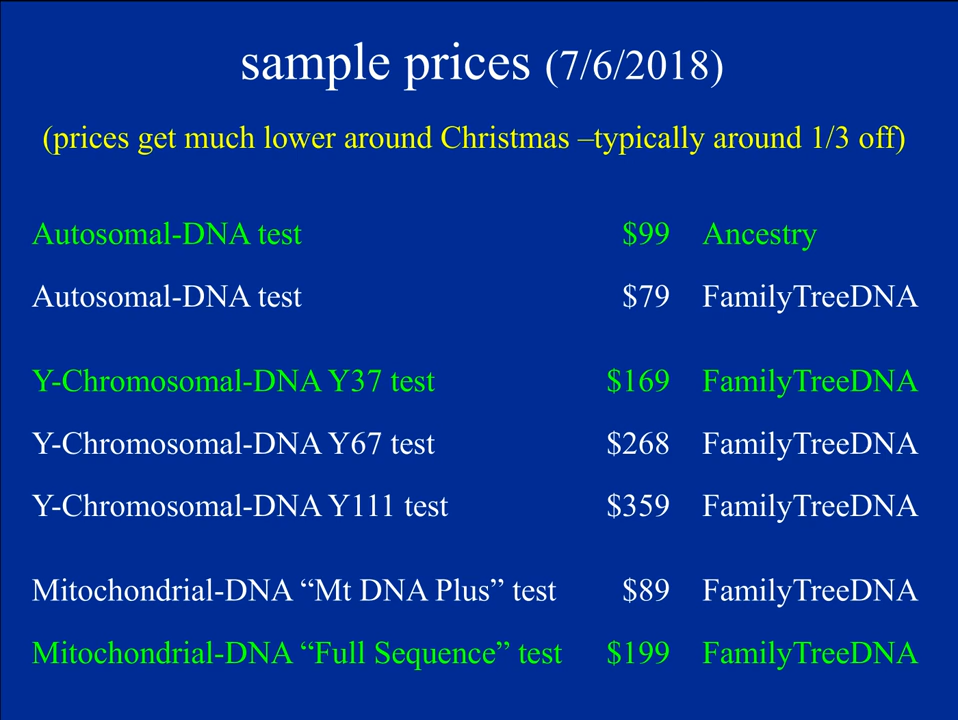 sample prices (7/6/2018)
(prices get much lower around Christmas –typically around 1/3 off)
Autosomal-DNA test $99 Ancestry
Autosomal-DNA test $79 FamilyTreeDNA
Y-Chromosomal-DNA Y37 test $169 FamilyTreeDNA
Y-Chromosomal-DNA Y67 test $268 FamilyTreeDNA
Y-Chromosomal-DNA Y111 test $359 FamilyTreeDNA
Mitochondrial-DNA “Mt DNA Plus” test $89 FamilyTreeDNA
Mitochondrial-DNA “Full Sequence” test $199 FamilyTreeDNA